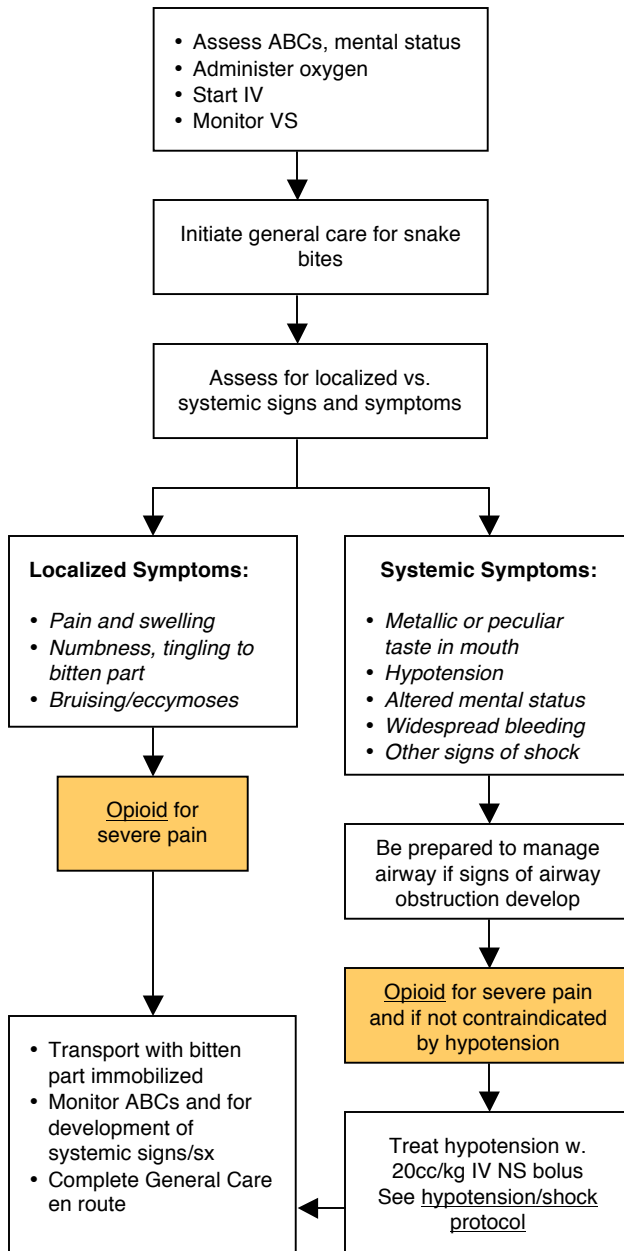 • Assess ABCs, mental status
• Administer oxygen
• Start IV
• Monitor VS
Initiate general care for snake
bites
Assess for localized vs.
systemic signs and symptoms
Localized Symptoms:
• Pain and swelling
• Numbness, tingling to
bitten part
• Bruising/eccymoses
Opioid for
severe pain
• Transport with bitten
part immobilized
• Monitor ABCs and for
development of
systemic signs/sx
• Complete General Care
en route
Systemic Symptoms:
• Metallic or peculiar
taste in mouth
• Hypotension
• Altered mental status
• Widespread bleeding
• Other signs of shock
Be prepared to manage
airway if signs of airway
obstruction develop
Opioid for severe pain
and if not contraindicated
by hypotension
Treat hypotension w.
20cc/kg IV NS bolus
See hypotension/shock
protocol